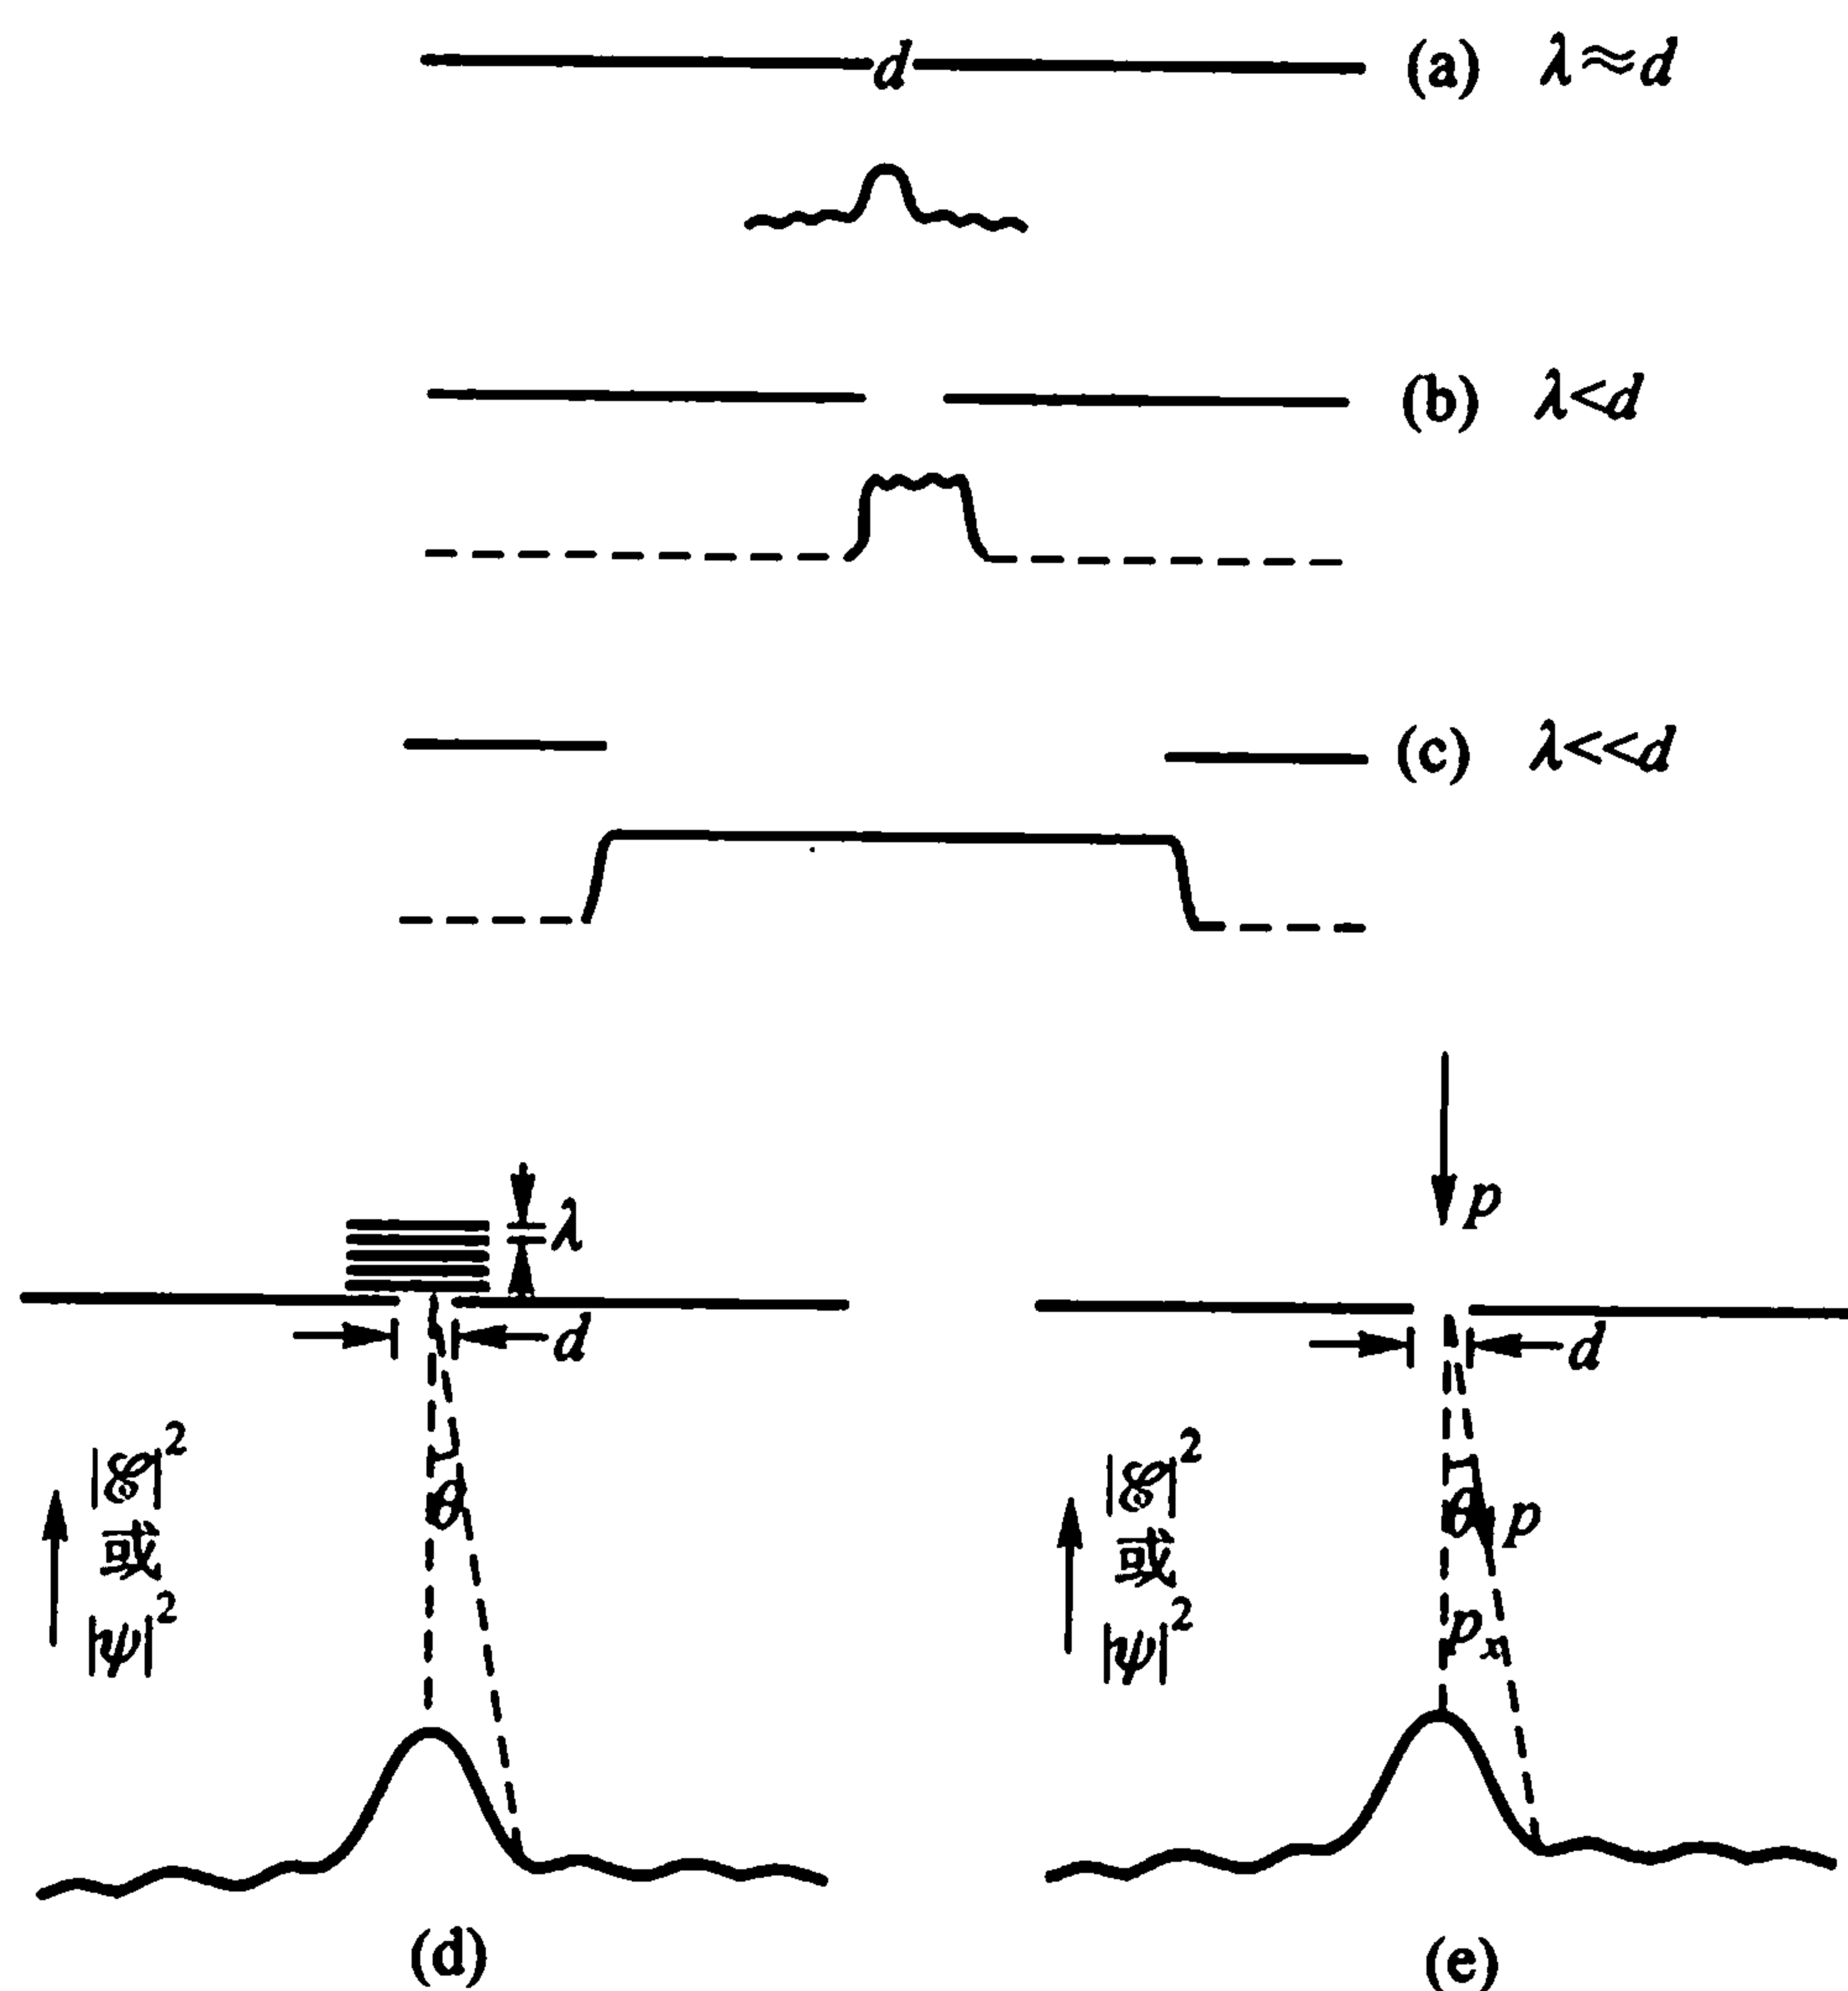 d (a) λ≈d
(b) λ<d
(c) λ<<d
p
λ
d
d
|ℰ|²
或
|ψ|²
θ
|ℰ|²
或
|ψ|²
θ p
pₓ
(d)
(e)